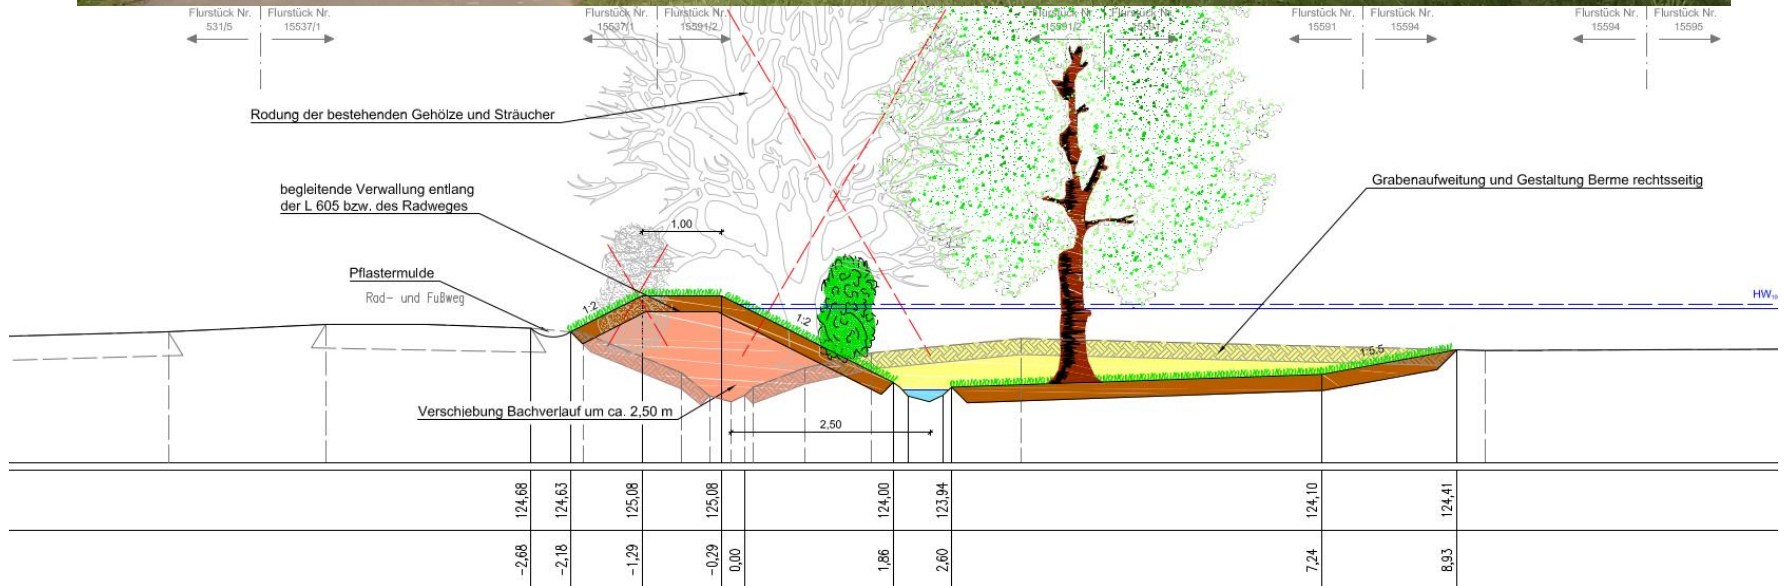 Flurstück Nr.
531/5
Flurstück Nr.
15537/1
Flurstück Nr.
15537/1
Flurstück Nr.
15591/2
Flurstück Nr.
15591/2
Flurstück Nr.
Flurstück Nr.
15591
Flurstück Nr.
15594
Flurstück Nr.
15594
Flurstück Nr.
15595
Rodung der bestehenden Gehölze und Sträucher
begleitende Verwallung entlang
der L 605 bzw. des Radweges
Grabenaufweitung und Gestaltung Berme rechtsseitig
1,00
Pflastermulde
Rad- und Fußweg
1:2
1:2
HW
1:5.5
Verschiebung Bachverlauf um ca. 2,50 m
2,50
124,68
124,63
125,08
125,08
124,00
123,94
124,10
124,41
-2,68
-2,18
-1,29
-0,29
0,00
1,86
2,60
7,24
8,93